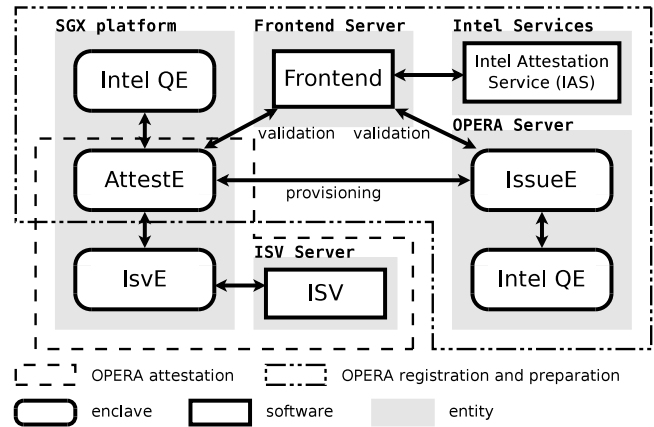 SGX platform
Frontend Server
Intel Services
Intel QE
Frontend
Intel Attestation
Service (IAS)
validation
validation
OPERA Server
AttestE
provisioning
IssueE
ISV Server
IsvE
ISV
Intel QE
OPERA attestation
OPERA registration and preparation
enclave
software
entity